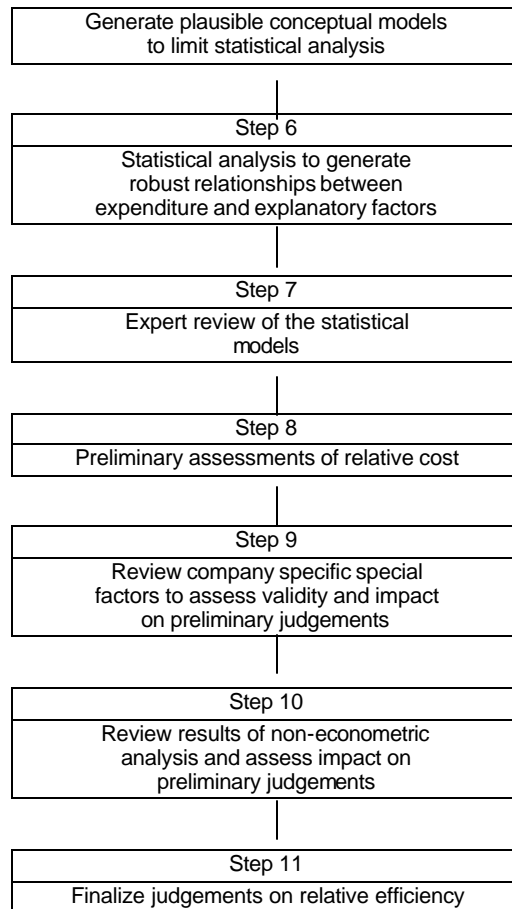 Generate plausible conceptual models
to limit statistical analysis
Step 6
Statistical analysis to generate
robust relationships between
expenditure and explanatory factors
Step 7
Expert review of the statistical
models
Step 8
Preliminary assessments of relative cost
Step 9
Review company specific special
factors to assess validity and impact
on preliminary judgements
Step 10
Review results of non-econometric
analysis and assess impact on
preliminary judgements
Step 11
Finalize judgements on relative efficiency